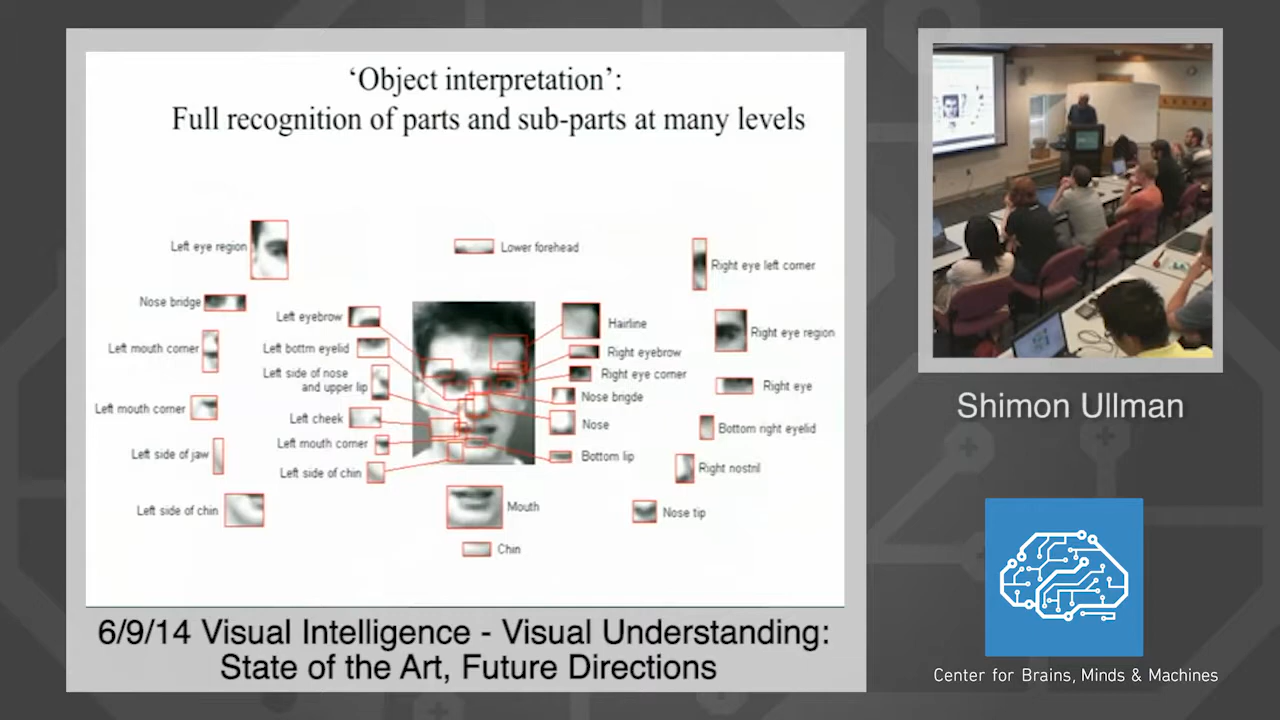 ‘Object interpretation’:
Full recognition of parts and sub-parts at many levels
Left eye region
Lower forehead
Right eye left corner
Nose bridge
Left eyebrow
Hairline
Right eye region
Left mouth corner
Left bottm eyelid
Right eyebrow
Left side of nose
and upper lip
Right eye corner
Right eye
Nose brigde
Left mouth corner
Left cheek
Nose
Bottom right eyelid
Left mouth corner
Left side of jaw
Bottom lip
Right nostril
Left side of chin
Left side of chin
Mouth
Nose tip
Chin
6/9/14 Visual Intelligence - Visual Understanding:
State of the Art, Future Directions
Shimon Ullman
Center for Brains, Minds & Machines